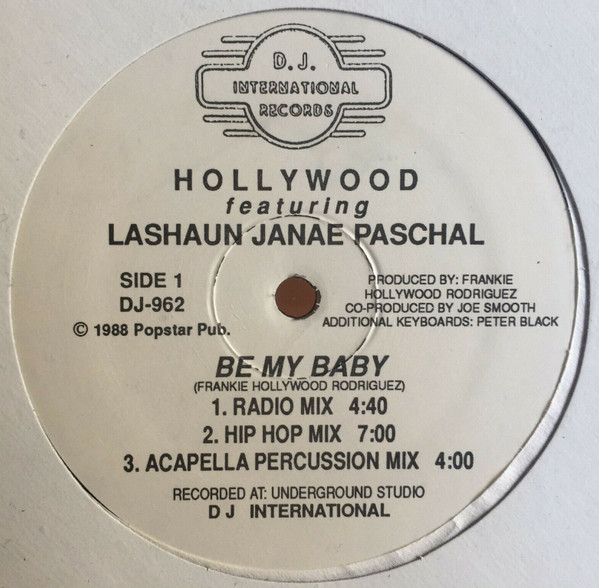 D.J.
INTERNATIONAL
RECORDS
HOLLYWOOD
featuring
LASHAUN JANAE PASCHAL
SIDE 1
DJ-962
© 1988 Popstar Pub.
PRODUCED BY: FRANKIE
HOLLYWOOD RODRIGUEZ
CO-PRODUCED BY JOE SMOOTH
ADDITIONAL KEYBOARDS: PETER BLACK
BE MY BABY
(FRANKIE HOLLYWOOD RODRIGUEZ)
1. RADIO MIX 4:40
2. HIP HOP MIX 7:00
3. ACAPELLA PERCUSSION MIX 4:00
RECORDED AT: UNDERGROUND STUDIO
D J INTERNATIONAL